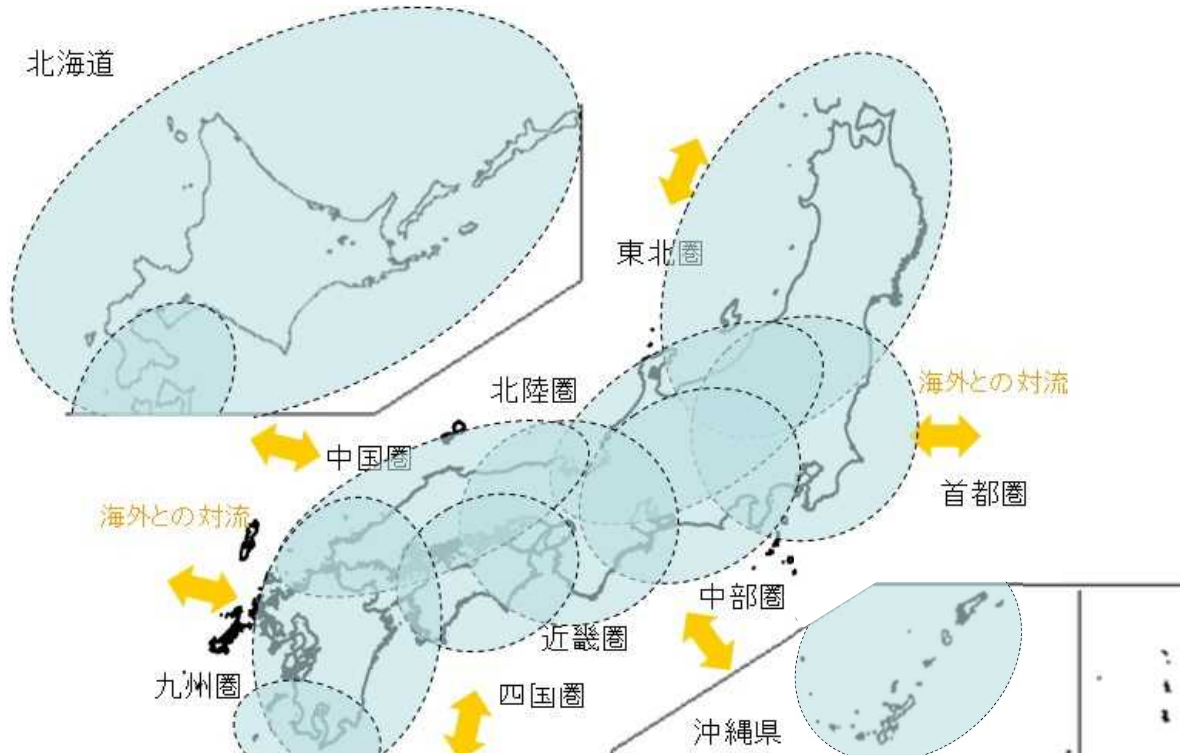 北海道
東北圏
北陸圏
海外との対流
中国圏
首都圏
海外との対流
中部圏
近畿圏
九州圏
四国圏
沖縄県